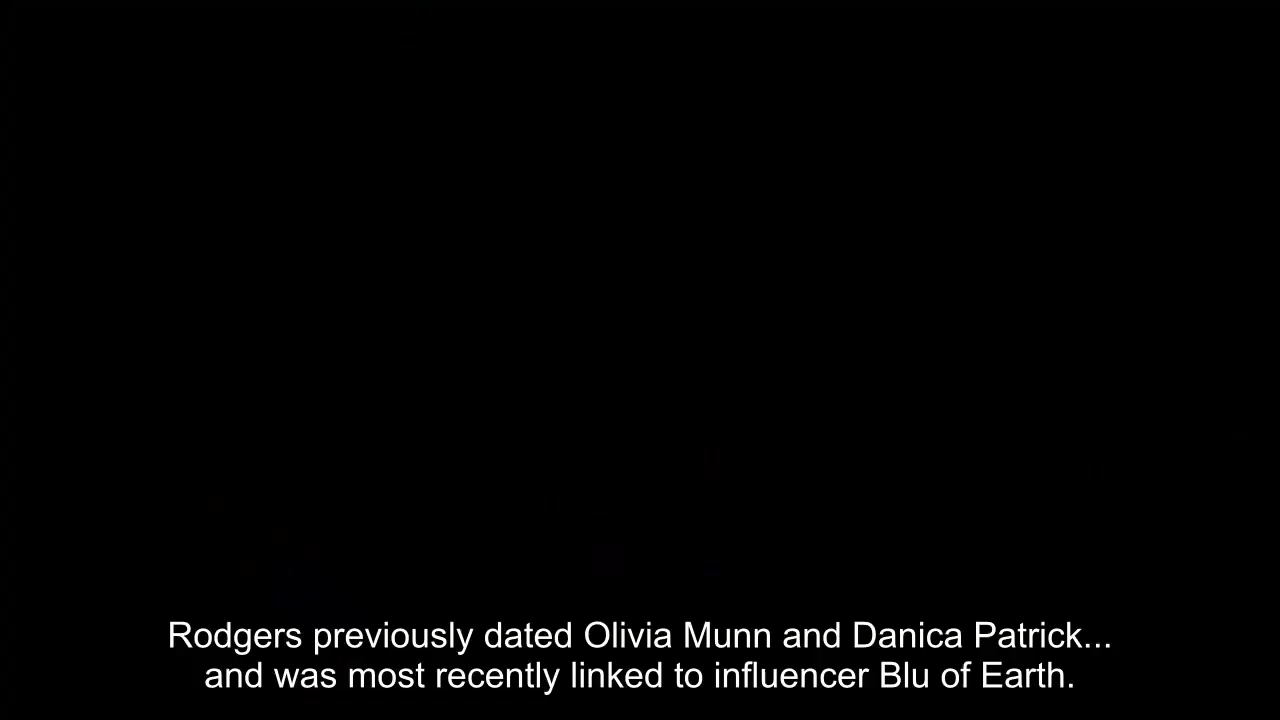 Rodgers previously dated Olivia Munn and Danica Patrick...
and was most recently linked to influencer Blu of Earth.